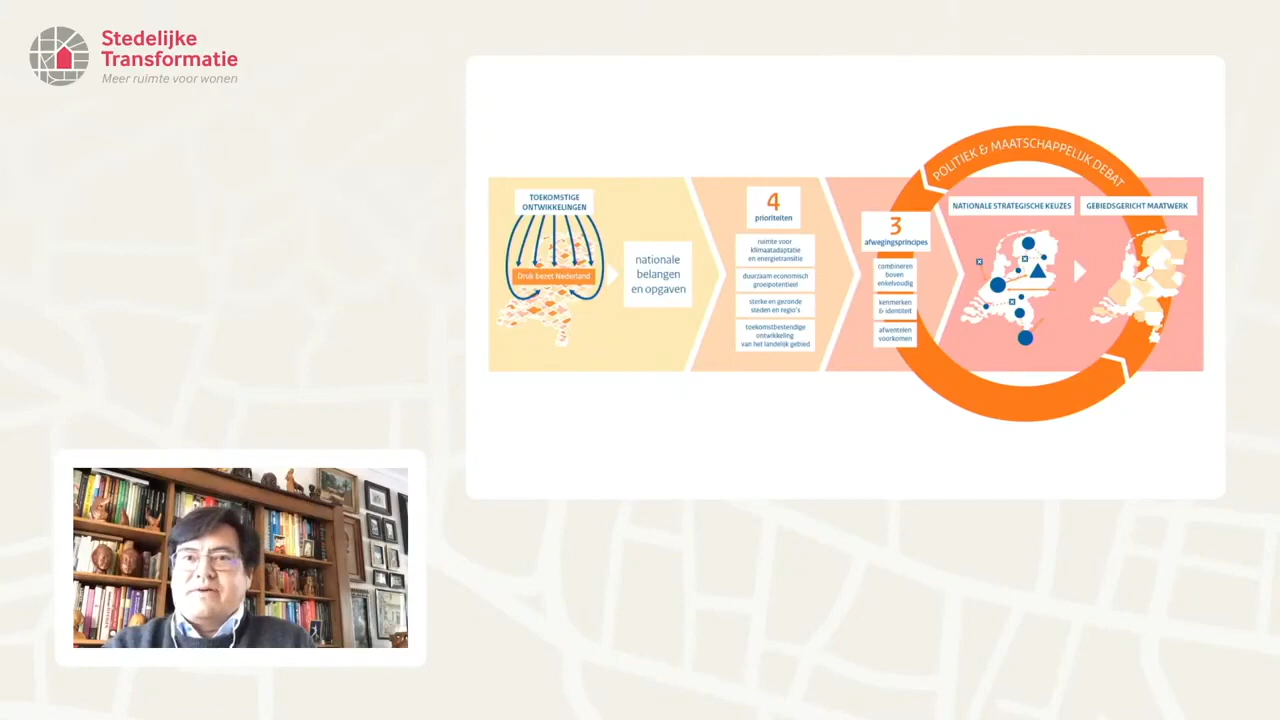 Stedelijke
Transformatie
Meer ruimte voor wonen
POLITIEK & MAATSCHAPPELIJK DEBAT
TOEKOMSTIGE
ONTWIKKELINGEN
Druk bezet Nederland
nationale
belangen
en opgaven
4
prioriteiten
ruimte voor
klimaatadaptatie
en energietransitie
duurzaam economisch
groeipotentieel
sterke en gezonde
steden en regio's
toekomstbestendige
ontwikkeling
van het landelijk gebied
3
afwegingsprincipes
combineren
boven
enkelvoudig
kenmerken
& identiteit
afwentelen
voorkomen
NATIONALE STRATEGISCHE KEUZES
GEBIEDSGERICHT MAATWERK